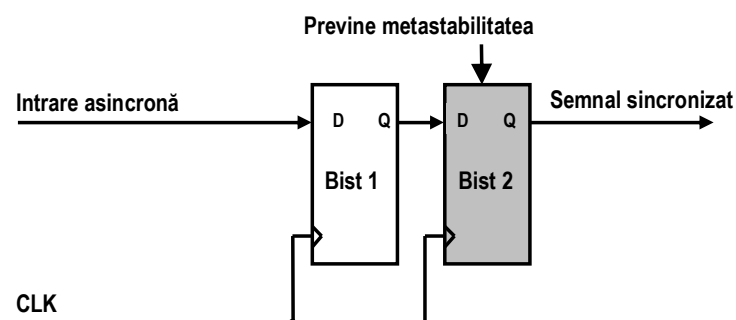 Previne metastabilitatea
Intrare asincronă
Semnal sincronizat
D Q
D Q
Bist 1
Bist 2
CLK